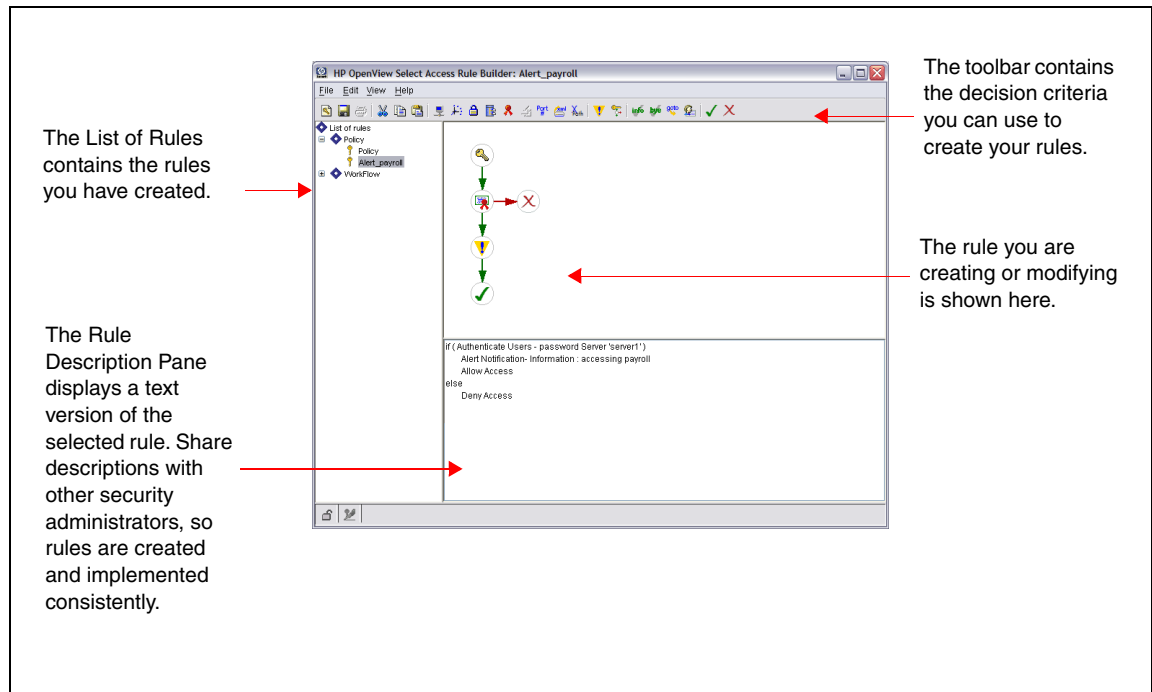 HP OpenView Select Access Rule Builder: Alert_payroll
File Edit View Help
List of rules
Policy
Policy
Alert_payroll
WorkFlow
if ( Authenticate Users - password Server 'server1' )
Alert Notification- Information : accessing payroll
Allow Access
else
Deny Access
The List of Rules
contains the rules
you have created.
The Rule
Description Pane
displays a text
version of the
selected rule. Share
descriptions with
other security
administrators, so
rules are created
and implemented
consistently.
The toolbar contains
the decision criteria
you can use to
create your rules.
The rule you are
creating or modifying
is shown here.